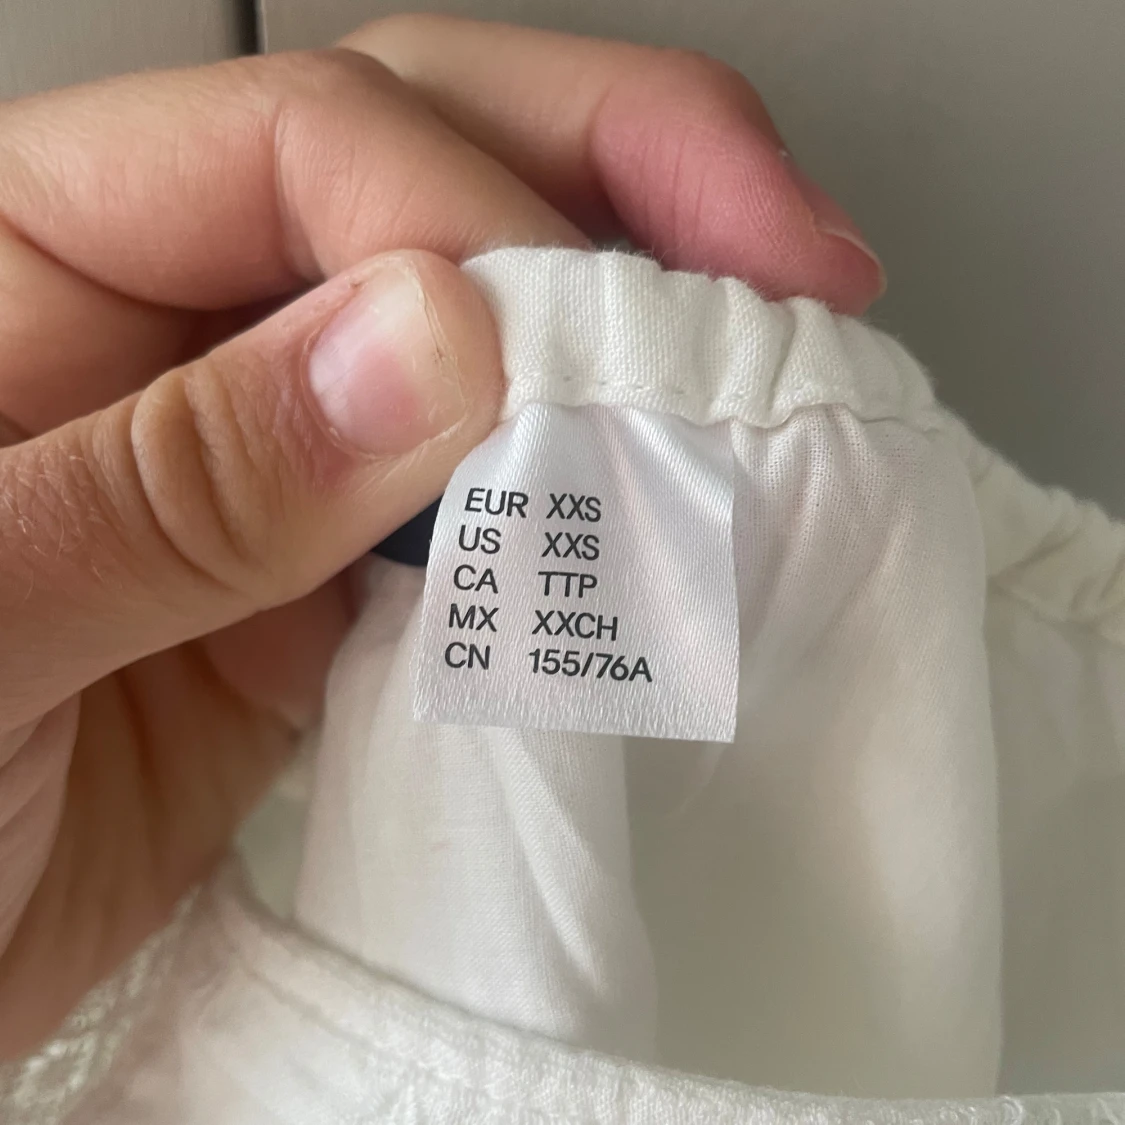 EUR XXS
US XXS
CA TTP
MX XXCH
CN 155/76A